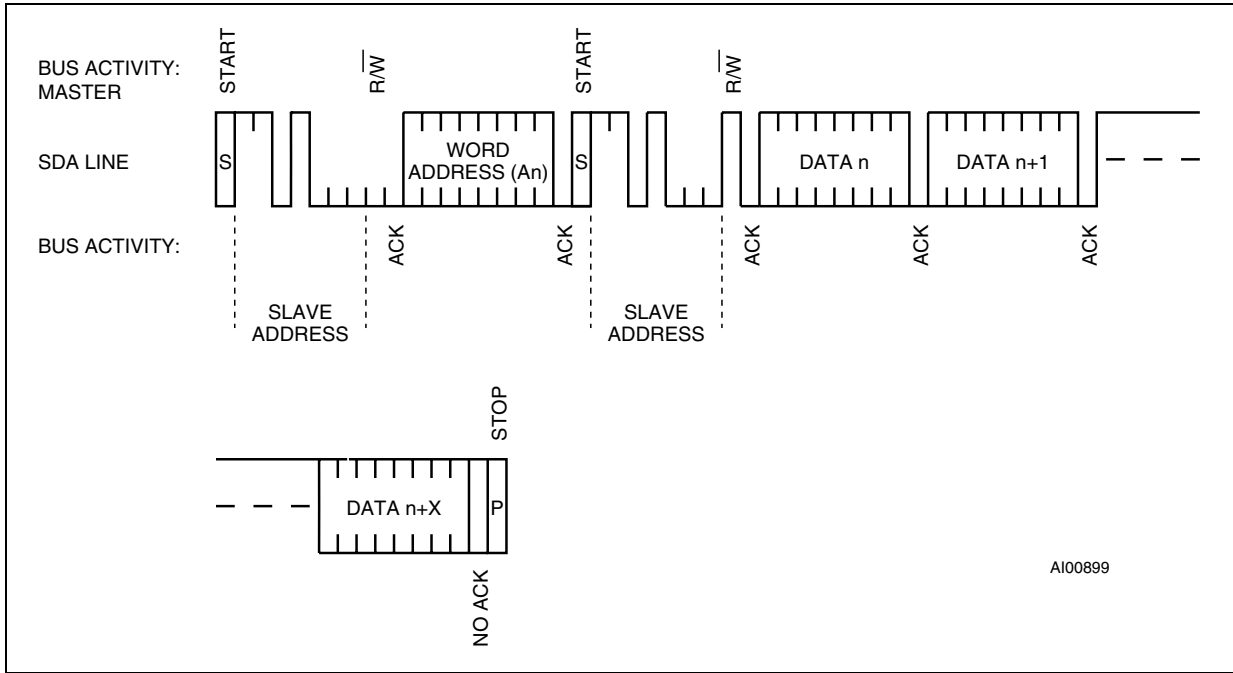 BUS ACTIVITY:
MASTER
START
R/W
START
R/W
SDA LINE
S
WORD
ADDRESS (An)
S
DATA n
DATA n+1
BUS ACTIVITY:
ACK
ACK
ACK
ACK
ACK
SLAVE
ADDRESS
SLAVE
ADDRESS
STOP
DATA n+X
P
NO ACK
AI00899